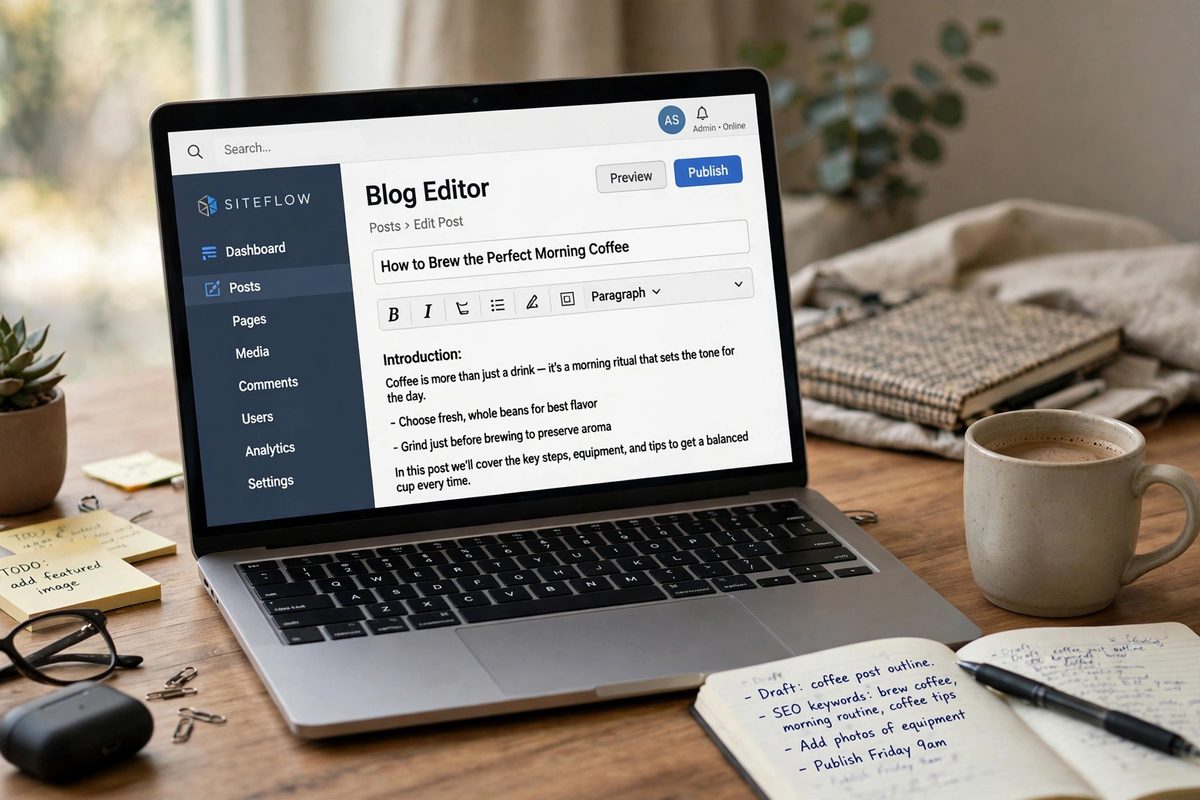 Search...
AS
Admin • Online
SITEFLOW
Dashboard
Posts
Pages
Media
Comments
Users
Analytics
Settings
Blog Editor
Preview
Publish
Posts > Edit Post
How to Brew the Perfect Morning Coffee
B I
Paragraph
Introduction:
Coffee is more than just a drink — it's a morning ritual that sets the tone for
the day.
- Choose fresh, whole beans for best flavor
- Grind just before brewing to preserve aroma
In this post we'll cover the key steps, equipment, and tips to get a balanced
cup every time.
TODO:
add featured
image
- Draft: coffee post outline.
- SEO keywords: brew coffee,
morning routine, coffee tips
- Add photos of equipment
- Publish Friday 9am